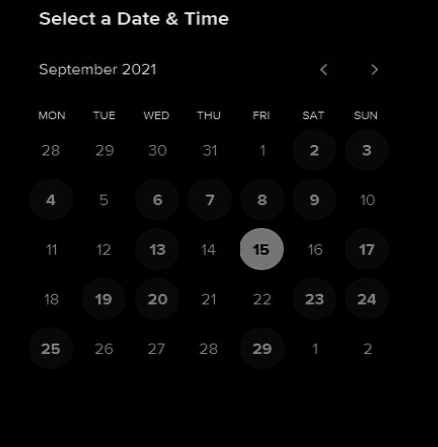 Select a Date & Time
September 2021
MON TUE WED THU FRI SAT SUN
28 29 30 31 1 2 3
4 5 6 7 8 9 10
11 12 13 14 15 16 17
18 19 20 21 22 23 24
25 26 27 28 29 1 2